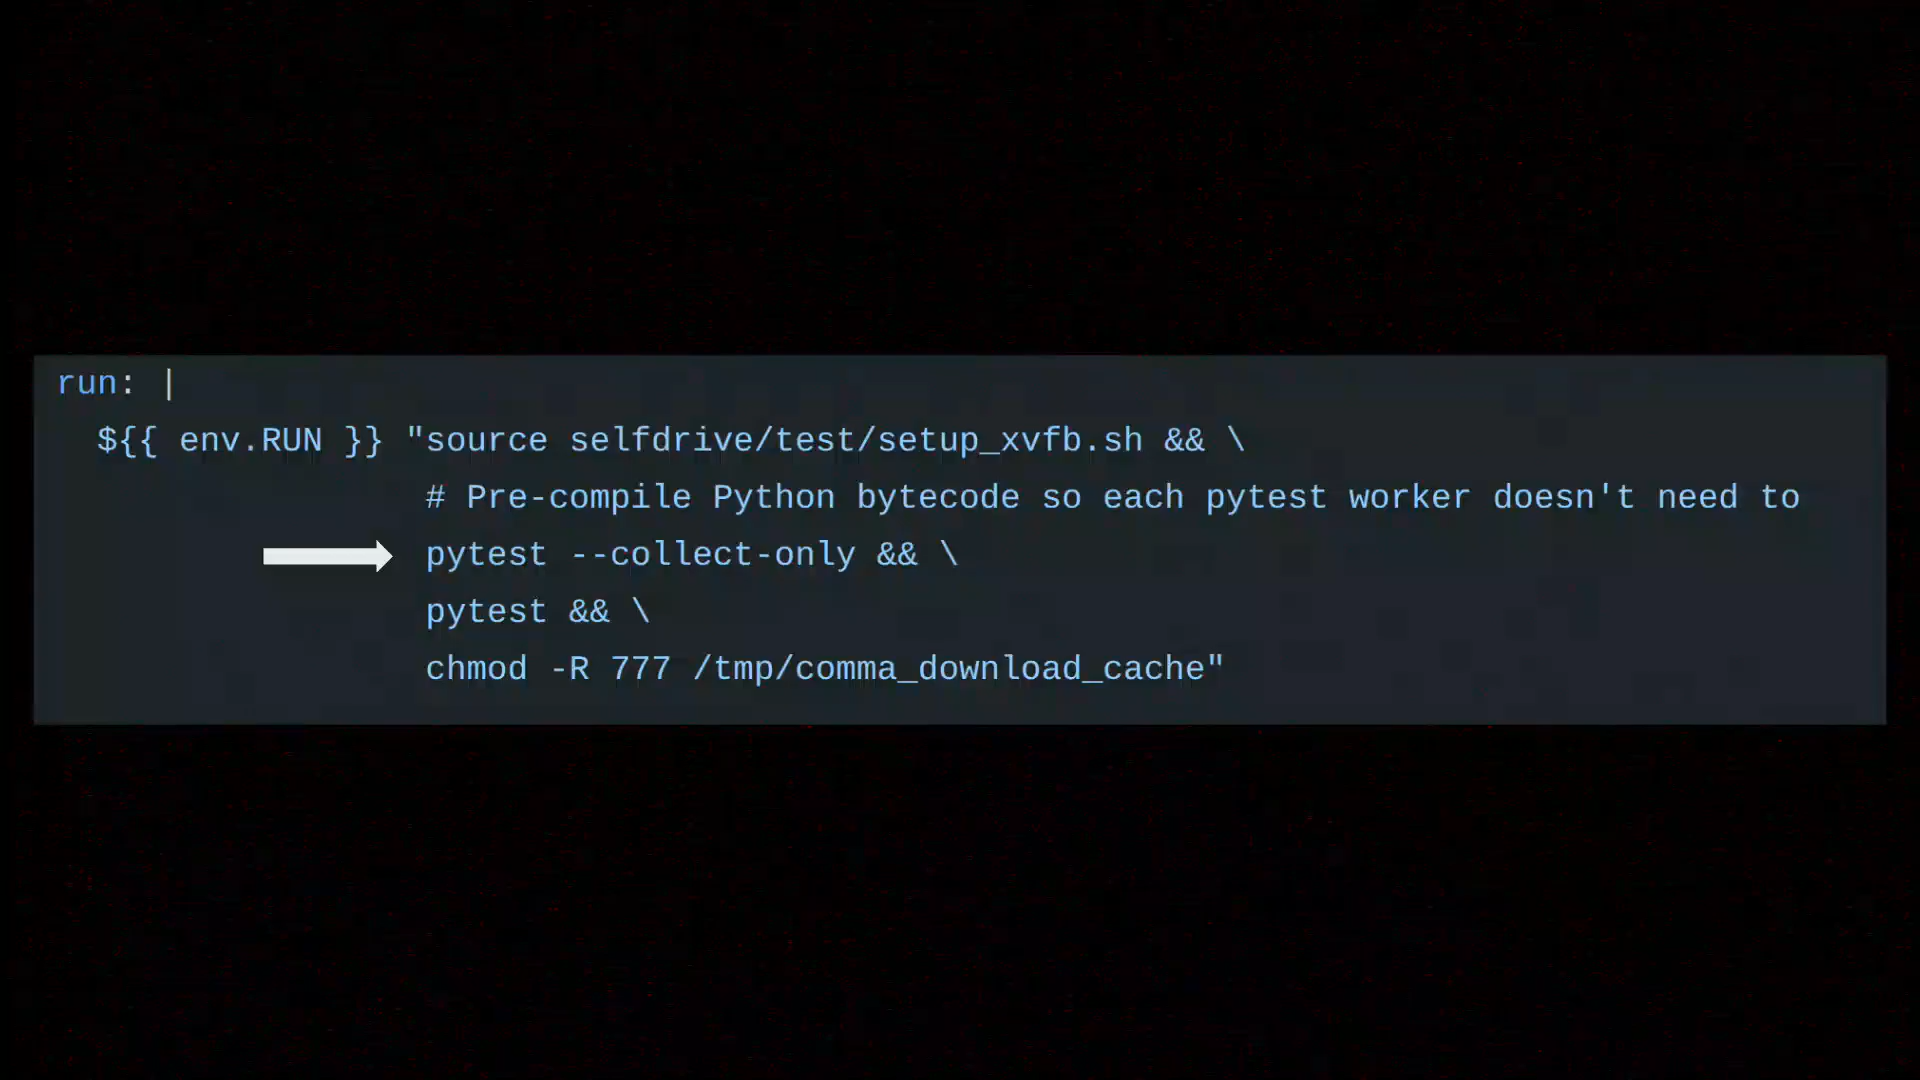 run: |
${{ env.RUN }} "source selfdrive/test/setup_xvfb.sh && \
# Pre-compile Python bytecode so each pytest worker doesn't need to
pytest --collect-only && \
pytest && \
chmod -R 777 /tmp/comma_download_cache"